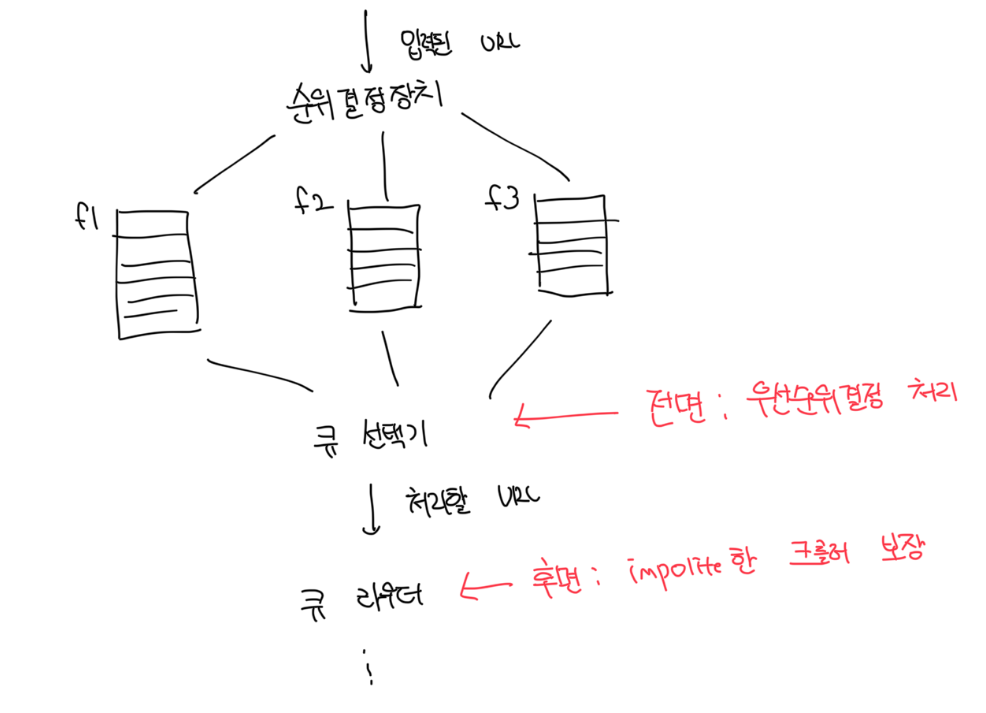 입력된 URL
순위결정장치
f1
f2
f3
큐 선택기
전면 : 우선순위결정 처리
처리할 URL
큐 라우터
후면 : impolite한 크롤러 보장